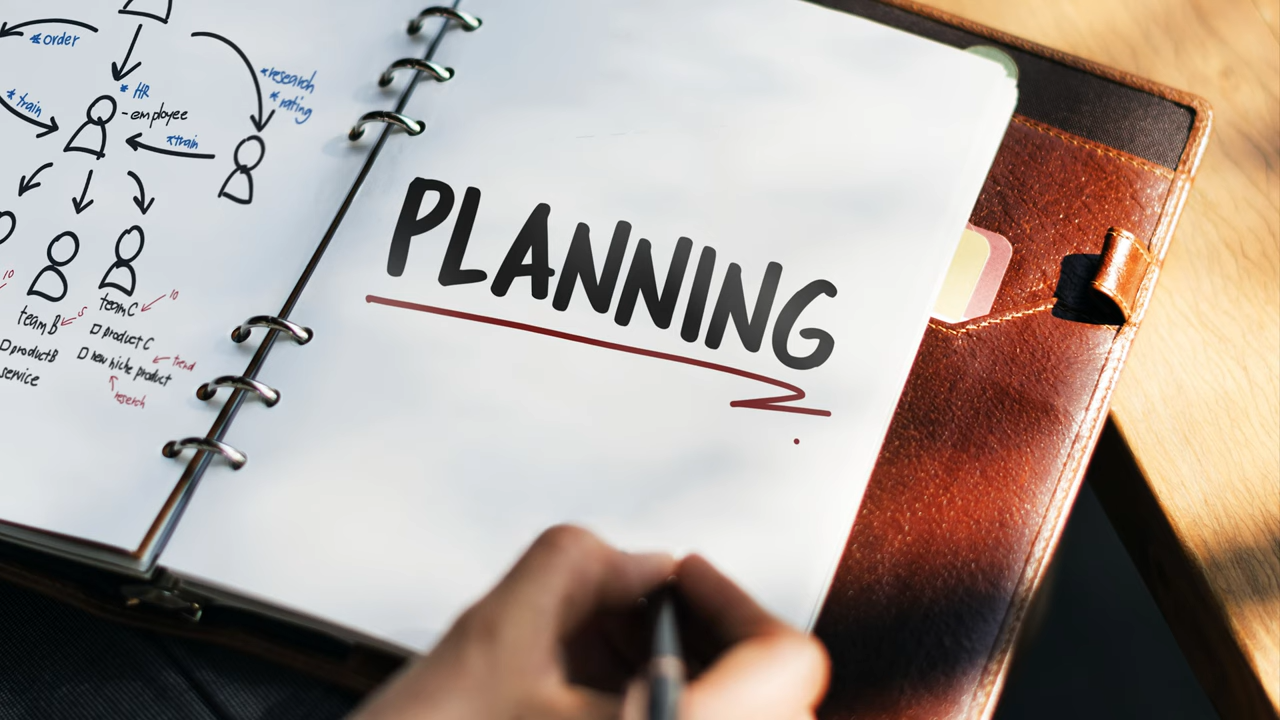 *order
*research
*rating
*HR
*train
-employee
*train
10
10
team C
s
team B
product C
product B
new niche product
trend
service
reserch
PLANNING